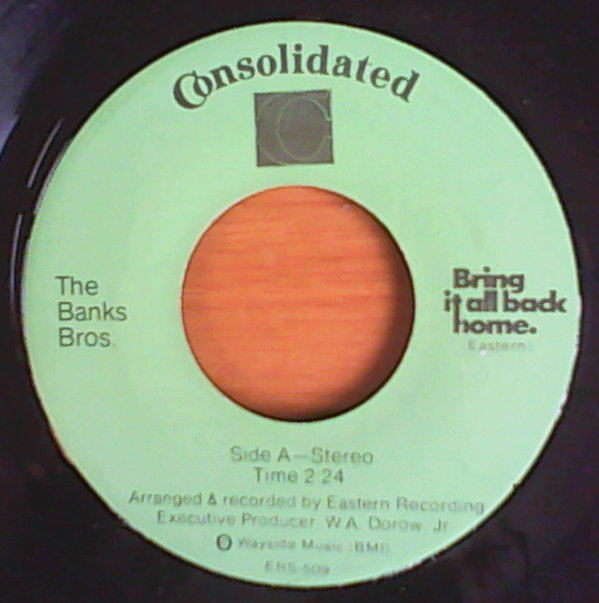 Consolidated
C
The
Banks
Bros.
Bring
it all back
home.
(Eastern)
Side A—Stereo
Time 2:24
Arranged & recorded by Eastern Recording
Executive Producer: W.A. Dorow, Jr.
℗ Wayside Music (BMI)
ERS-509